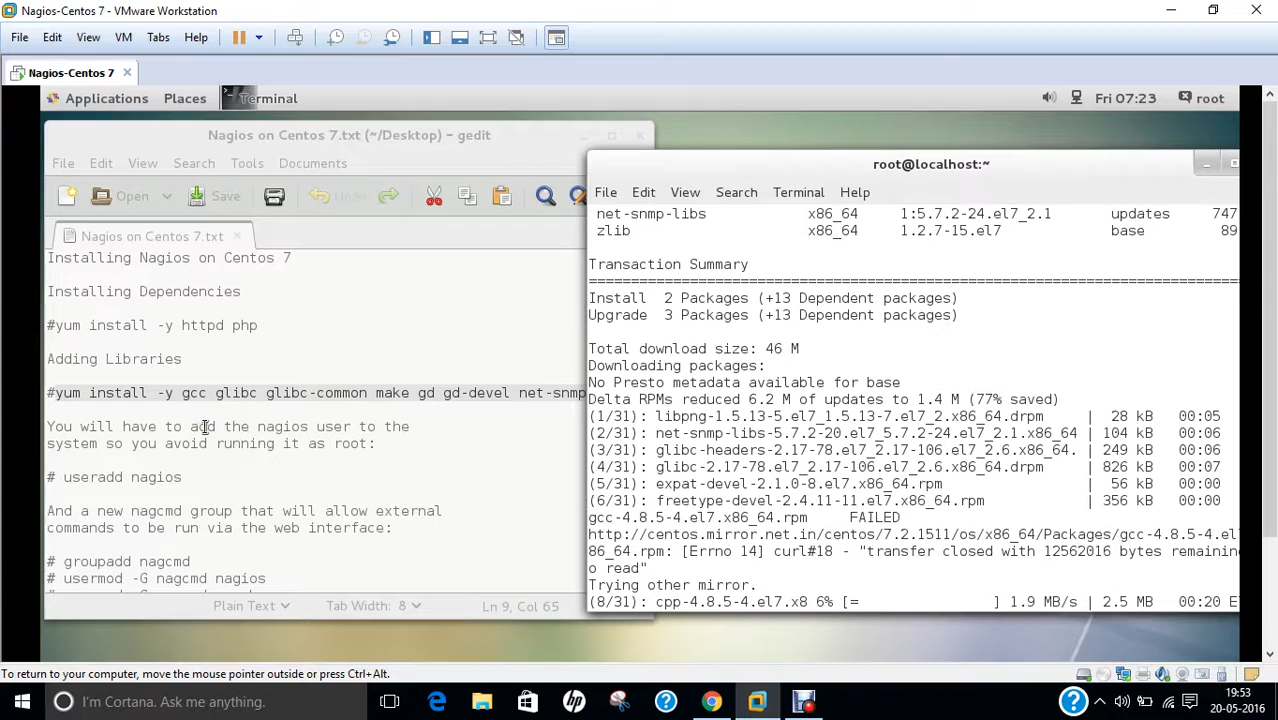 Nagios-Centos 7 - VMware Workstation
File Edit View VM Tabs Help
Nagios-Centos 7
Applications Places Terminal Fri 07:23 root
Nagios on Centos 7.txt (~/Desktop) - gedit
File Edit View Search Tools Documents
Open Save Undo
Nagios on Centos 7.txt
Installing Nagios on Centos 7
Installing Dependencies
#yum install -y httpd php
Adding Libraries
#yum install -y gcc glibc glibc-common make gd gd-devel net-snmp
You will have to add the nagios user to the
system so you avoid running it as root:
# useradd nagios
And a new nagcmd group that will allow external
commands to be run via the web interface:
# groupadd nagcmd
# usermod -G nagcmd nagios
Plain Text Tab Width: 8 Ln 9, Col 65
root@localhost:~
File Edit View Search Terminal Help
net-snmp-libs x86_64 1:5.7.2-24.el7_2.1 updates 747
zlib x86_64 1.2.7-15.el7 base 89
Transaction Summary
================================================================================
Install 2 Packages (+13 Dependent packages)
Upgrade 3 Packages (+13 Dependent packages)
Total download size: 46 M
Downloading packages:
No Presto metadata available for base
Delta RPMs reduced 6.2 M of updates to 1.4 M (77% saved)
(1/31): libpng-1.5.13-5.el7_1.5.13-7.el7_2.x86_64.drpm | 28 kB 00:05
(2/31): net-snmp-libs-5.7.2-20.el7_5.7.2-24.el7_2.1.x86_64 | 104 kB 00:06
(3/31): glibc-headers-2.17-78.el7_2.17-106.el7_2.6.x86_64. | 249 kB 00:06
(4/31): glibc-2.17-78.el7_2.17-106.el7_2.6.x86_64.drpm | 826 kB 00:07
(5/31): expat-devel-2.1.0-8.el7.x86_64.rpm | 56 kB 00:00
(6/31): freetype-devel-2.4.11-11.el7.x86_64.rpm | 356 kB 00:00
gcc-4.8.5-4.el7.x86_64.rpm FAILED
http://centos.mirror.net.in/centos/7.2.1511/os/x86_64/Packages/gcc-4.8.5-4.el7
86_64.rpm: [Errno 14] curl#18 - "transfer closed with 12562016 bytes remainin
o read"
Trying other mirror.
(8/31): cpp-4.8.5-4.el7.x8 6% [= ] 1.9 MB/s | 2.5 MB 00:20 E
To return to your computer, move the mouse pointer outside or press Ctrl+Alt.
I'm Cortana. Ask me anything.
19:53
20-05-2016